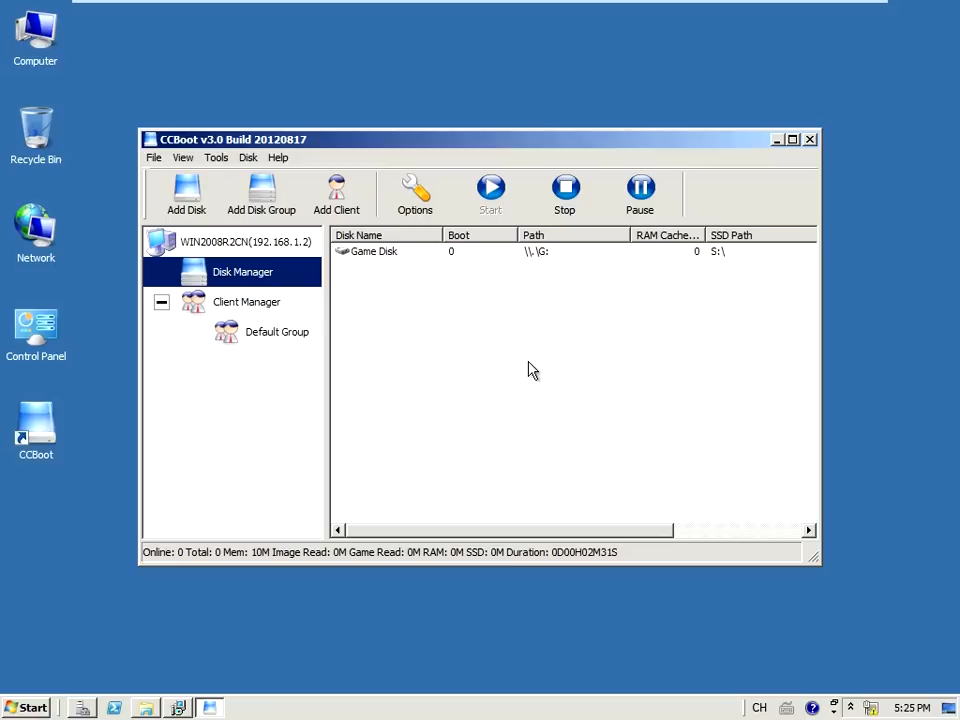 Computer
Recycle Bin
Network
Control Panel
CCBoot
CCBoot v3.0 Build 20120817
File View Tools Disk Help
Add Disk Add Disk Group Add Client Options Start Stop Pause
WIN2008R2CN(192.168.1.2)
Disk Manager
Client Manager
Default Group
Disk Name Boot Path RAM Cache... SSD Path
Game Disk 0 \\.\G: 0 S:\
Online: 0 Total: 0 Mem: 10M Image Read: 0M Game Read: 0M RAM: 0M SSD: 0M Duration: 0D00H02M31S
Start CH 5:25 PM